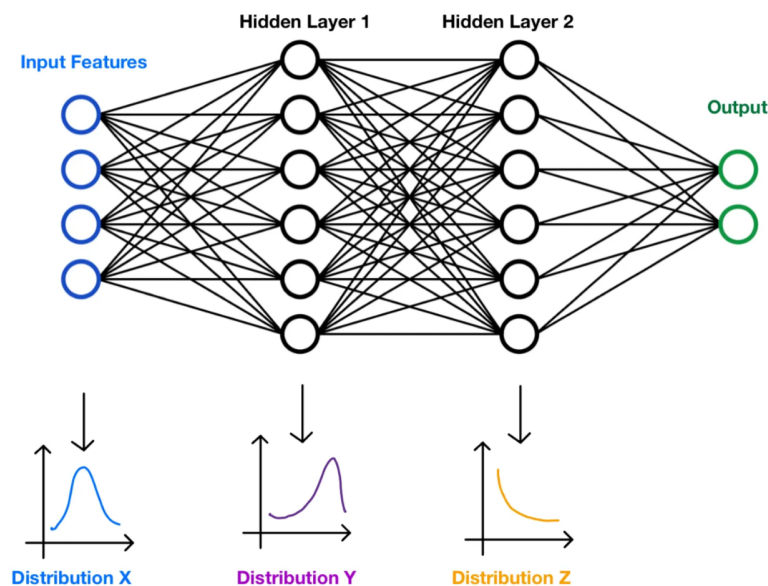 Hidden Layer 1
Hidden Layer 2
Input Features
Output
Distribution X
Distribution Y
Distribution Z